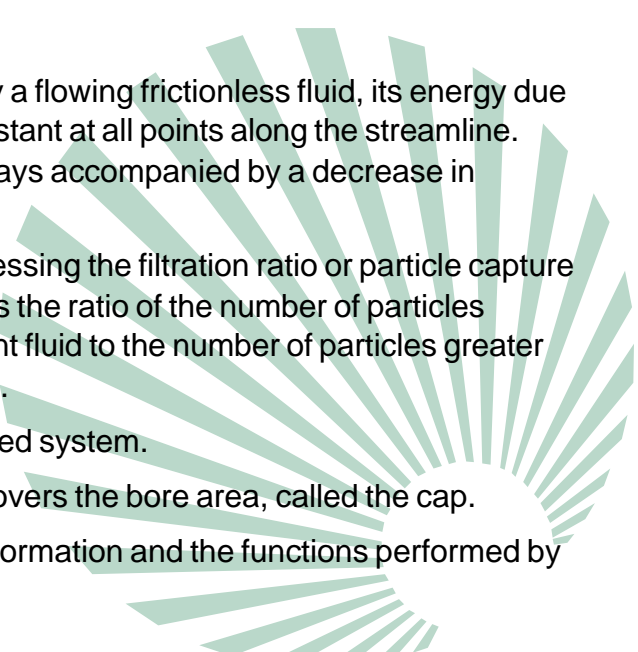 a flowing frictionless fluid, its energy due
stant at all points along the streamline.
ays accompanied by a decrease in
essing the filtration ratio or particle capture
s the ratio of the number of particles
nt fluid to the number of particles greater
.
ed system.
overs the bore area, called the cap.
ormation and the functions performed by